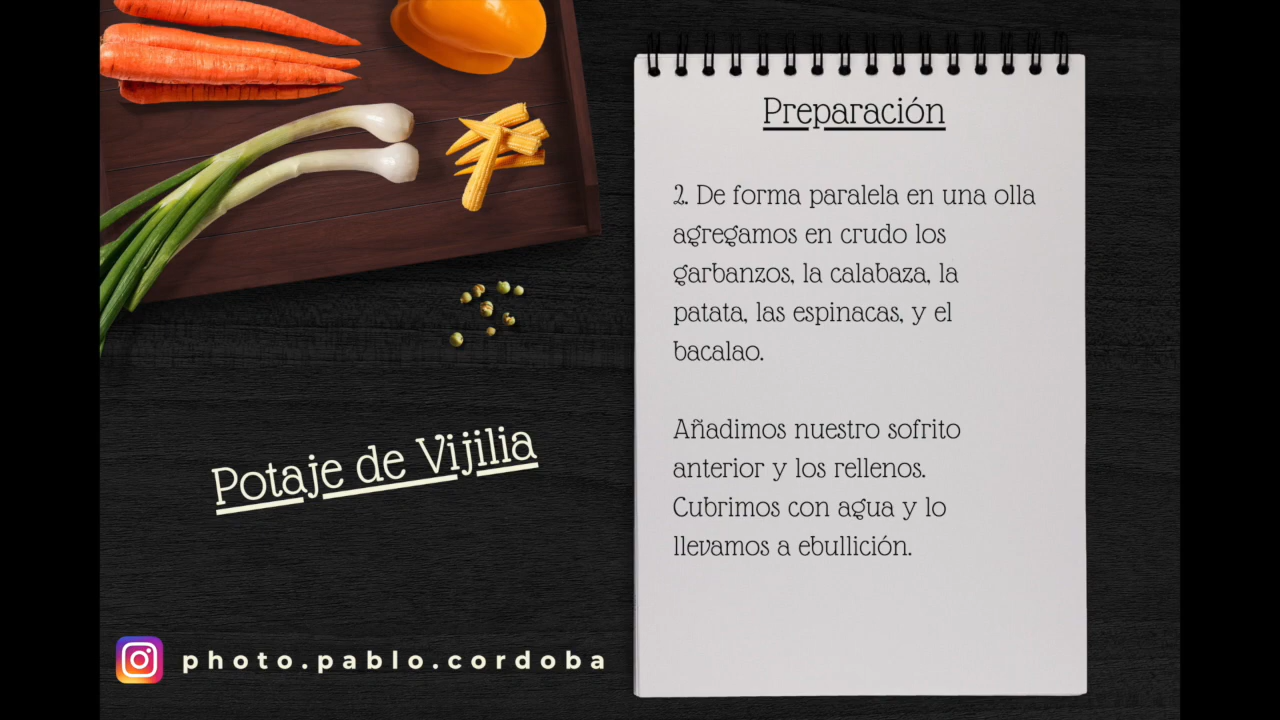 Preparación
2. De forma paralela en una olla
agregamos en crudo los
garbanzos, la calabaza, la
patata, las espinacas, y el
bacalao.
Añadimos nuestro sofrito
anterior y los rellenos.
Cubrimos con agua y lo
llevamos a ebullición.
Potaje de Vijilia
photo.pablo.cordoba